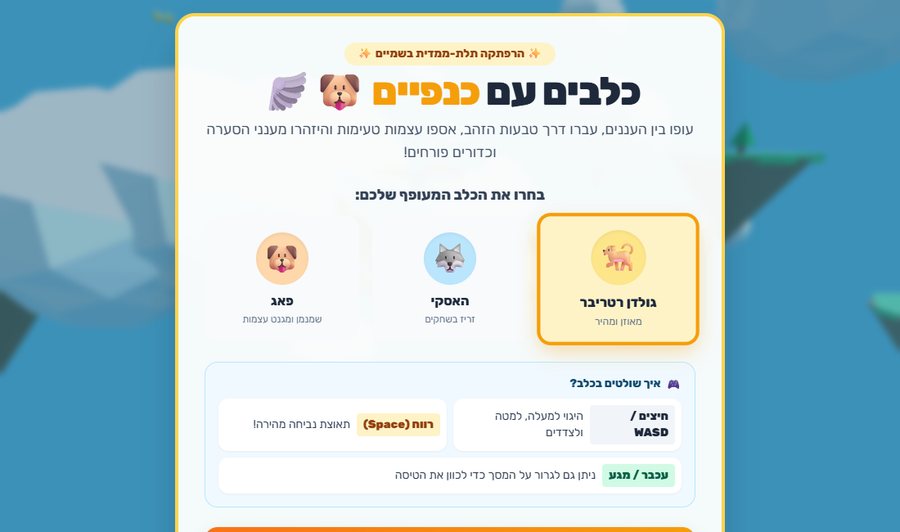 ✨ הרפתקה תלת-ממדית בשמיים ✨
כלבים עם כנפיים 🐶 🪽
עופו בין העננים, עברו דרך טבעות הזהב, אספו עצמות טעימות והיזהרו מענני הסערה
וכדורים פורחים!
בחרו את הכלב המעופף שלכם:
גולדן רטריבר
מאוזן ומהיר
האסקי
זריז בשחקים
פאג
שמנמן ומגנט עצמות
🎮 איך שולטים בכלב?
חיצים /
WASD
היגוי למעלה, למטה
ולצדדים
רווח (Space)
תאוצת נביחה מהירה!
עכבר / מגע
ניתן גם לגרור על המסך כדי לכוון את הטיסה